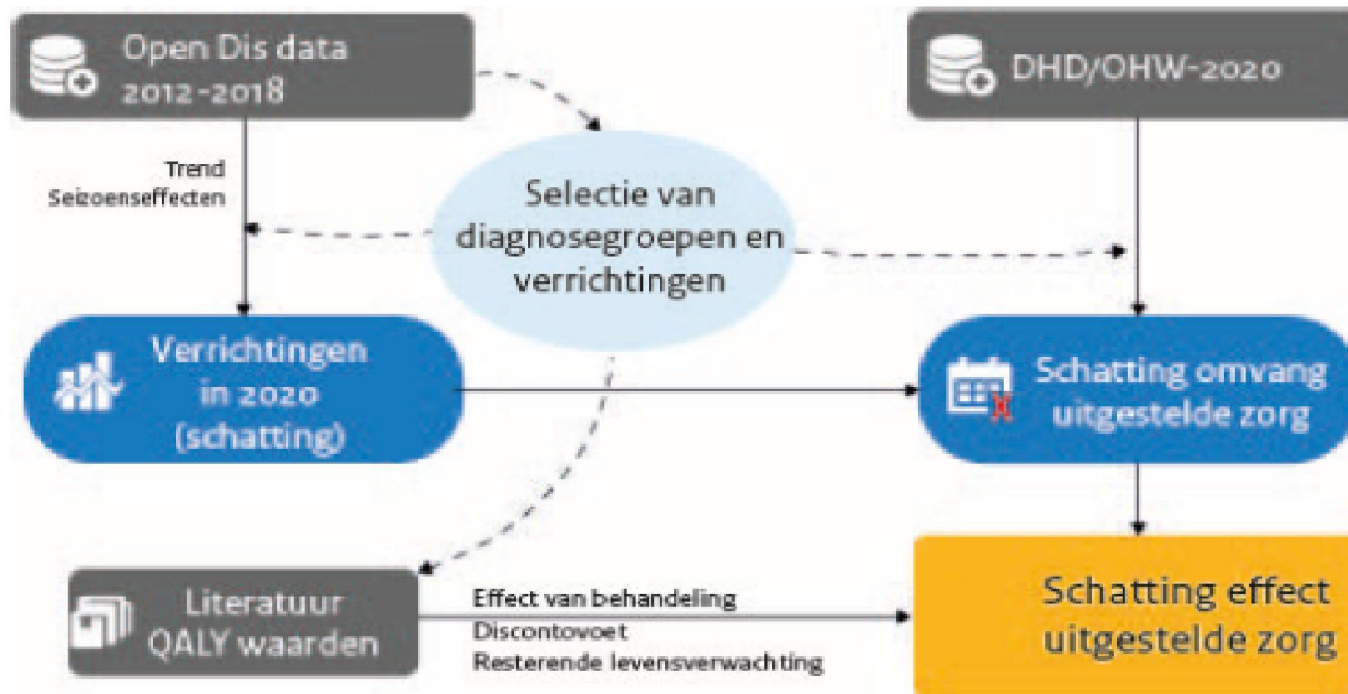 Open Dis data
2012-2018
DHD/OHW-2020
Trend
Seizoenseffecten
Selectie van
diagnosegroepen en
verrichtingen
Verrichtingen
in 2020
(schatting)
Schatting omvang
uitgestelde zorg
Literatuur
QALY waarden
Effect van behandeling
Discontovoet
Resterende levensverwachting
Schatting effect
uitgestelde zorg